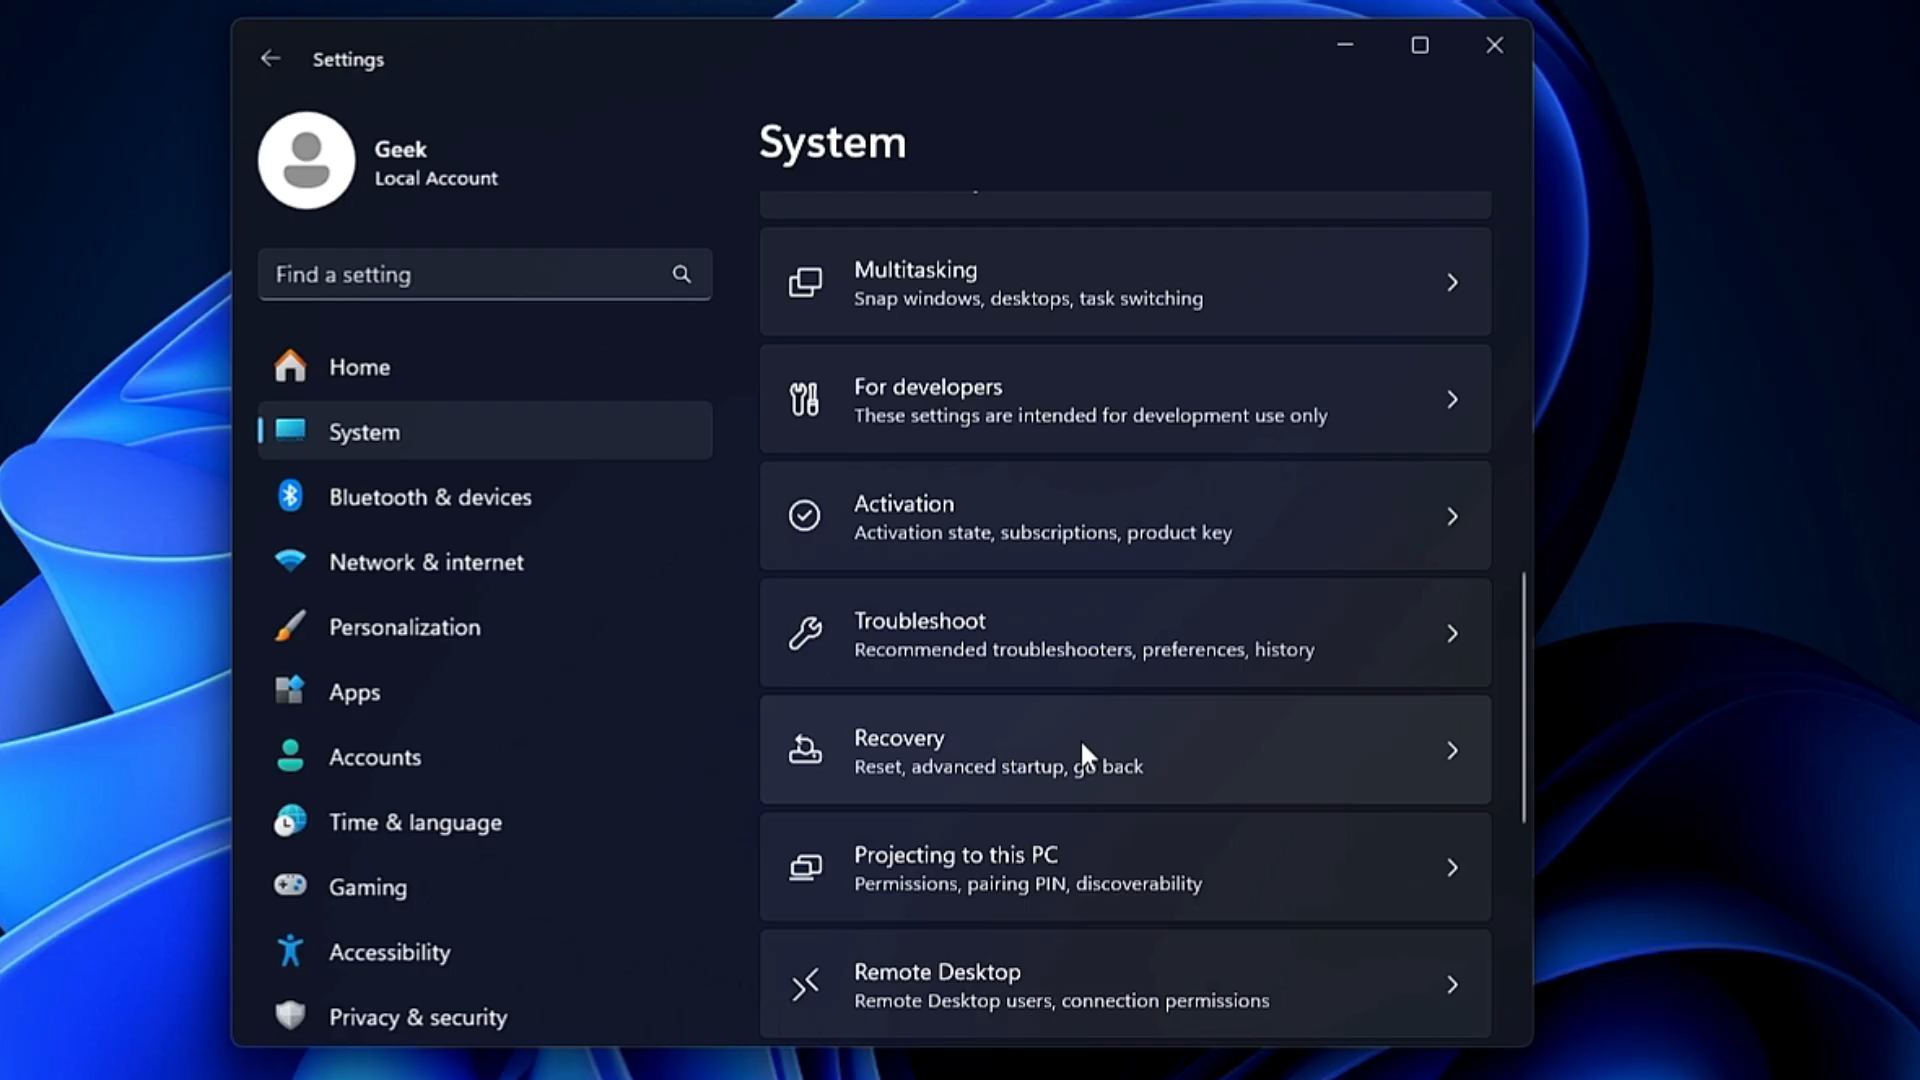 Settings
Geek
Local Account
Find a setting
Home
System
Bluetooth & devices
Network & internet
Personalization
Apps
Accounts
Time & language
Gaming
Accessibility
Privacy & security
System
Multitasking
Snap windows, desktops, task switching
For developers
These settings are intended for development use only
Activation
Activation state, subscriptions, product key
Troubleshoot
Recommended troubleshooters, preferences, history
Recovery
Reset, advanced startup, go back
Projecting to this PC
Permissions, pairing PIN, discoverability
Remote Desktop
Remote Desktop users, connection permissions